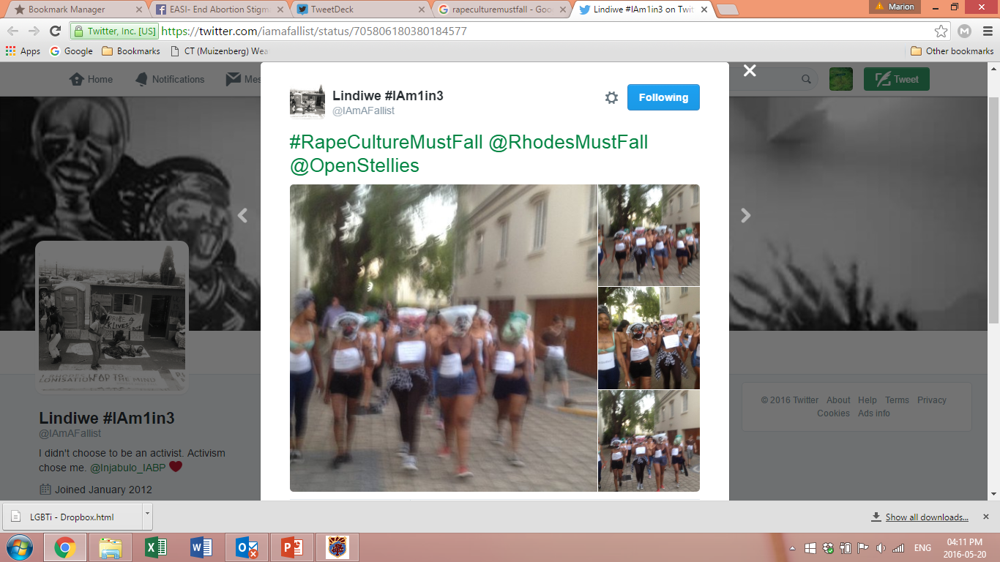 Bookmark Manager
EASI- End Abortion Stigm
TweetDeck
rapeculturemustfall - Goo
Lindiwe #IAm1in3 on Twit
Marion
Twitter, Inc. [US]
https://twitter.com/iamafallist/status/705806180380184577
Apps
Google
Bookmarks
CT (Muizenberg) Wea
Other bookmarks
Home
Notifications
Mes
Tweet
Lindiwe #IAm1in3
@IAmAFallist
Following
#RapeCultureMustFall @RhodesMustFall
@OpenStellies
LONISATION OF THE MIND
Lindiwe #IAm1in3
@IAmAFallist
I didn't choose to be an activist. Activism
chose me. @Injabulo_IABP
Joined January 2012
© 2016 Twitter About Help Terms Privacy
Cookies Ads info
LGBTi - Dropbox.html
Show all downloads...
ENG
04:11 PM
2016-05-20